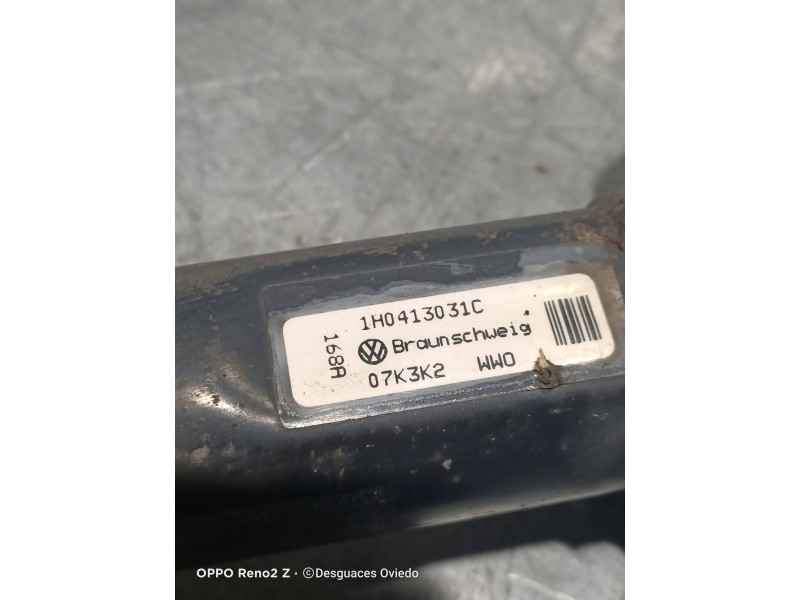 1H0413031C
168A
Braunschweig
07K3K2 WWO
OPPO Reno2 Z · ©Desguaces Oviedo